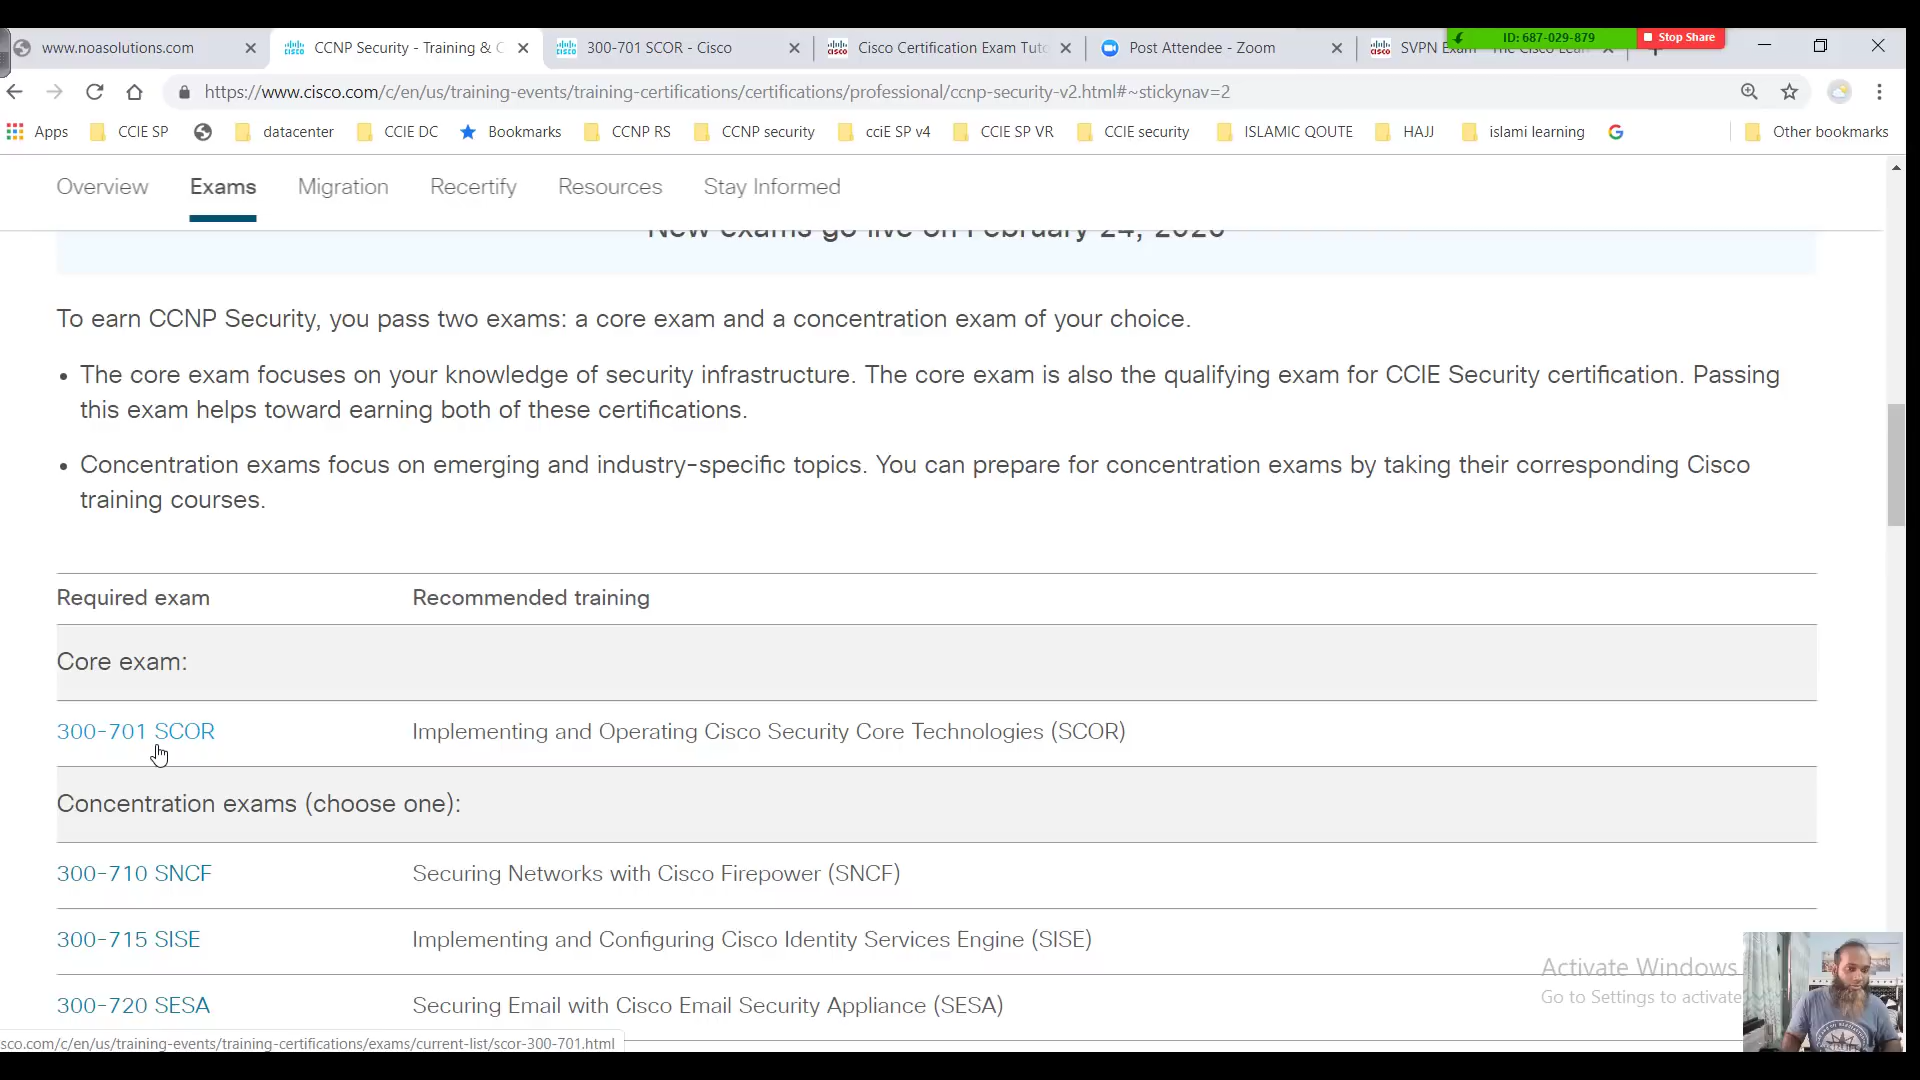 www.noasolutions.com
CCNP Security - Training & C
300-701 SCOR - Cisco
Cisco Certification Exam Tuto
Post Attendee - Zoom
SVPN Exam
ID: 687-029-879
Stop Share
https://www.cisco.com/c/en/us/training-events/training-certifications/certifications/professional/ccnp-security-v2.html#~stickynav=2
Apps CCIE SP datacenter CCIE DC Bookmarks CCNP RS CCNP security cciE SP v4 CCIE SP VR CCIE security ISLAMIC QOUTE HAJJ islami learning Other bookmarks
Overview Exams Migration Recertify Resources Stay Informed
New exams go live on February 24, 2020
To earn CCNP Security, you pass two exams: a core exam and a concentration exam of your choice.
• The core exam focuses on your knowledge of security infrastructure. The core exam is also the qualifying exam for CCIE Security certification. Passing
this exam helps toward earning both of these certifications.
• Concentration exams focus on emerging and industry-specific topics. You can prepare for concentration exams by taking their corresponding Cisco
training courses.
Required exam Recommended training
Core exam:
300-701 SCOR Implementing and Operating Cisco Security Core Technologies (SCOR)
Concentration exams (choose one):
300-710 SNCF Securing Networks with Cisco Firepower (SNCF)
300-715 SISE Implementing and Configuring Cisco Identity Services Engine (SISE)
300-720 SESA Securing Email with Cisco Email Security Appliance (SESA)
Activate Windows
Go to Settings to activate
sco.com/c/en/us/training-events/training-certifications/exams/current-list/scor-300-701.html